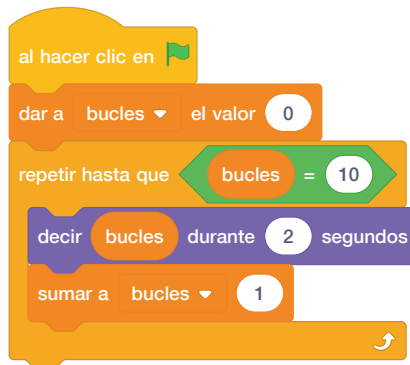 al hacer clic en
dar a bucles el valor 0
repetir hasta que bucles = 10
decir bucles durante 2 segundos
sumar a bucles 1